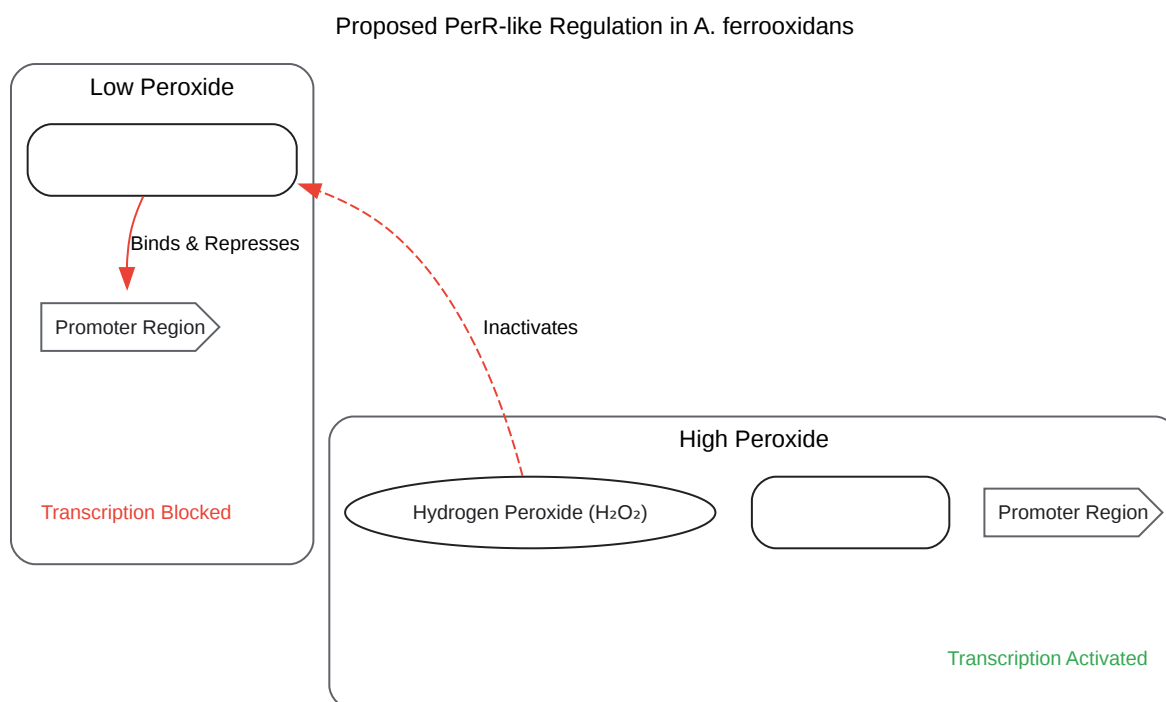 Proposed PerR-like Regulation in A. ferrooxidans
Low Peroxide
Binds & Represses
Promoter Region
Transcription Blocked
Inactivates
High Peroxide
Hydrogen Peroxide (H₂O₂)
Promoter Region
Transcription Activated